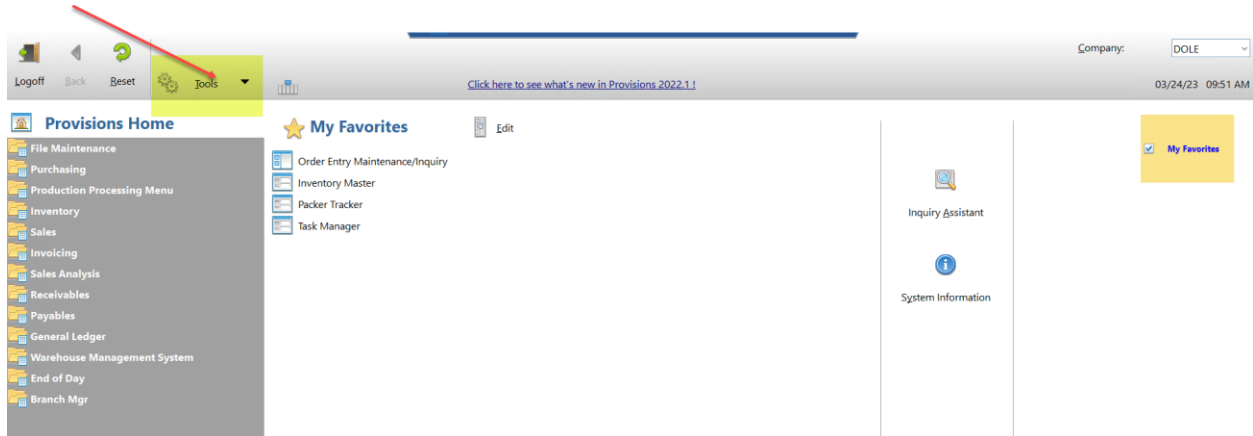 Company: DOLE
Logoff Back Reset Tools
Click here to see what's new in Provisions 2022.1 !
03/24/23 09:51 AM
Provisions Home
File Maintenance
Purchasing
Production Processing Menu
Inventory
Sales
Invoicing
Sales Analysis
Receivables
Payables
General Ledger
Warehouse Management System
End of Day
Branch Mgr
My Favorites Edit
Order Entry Maintenance/Inquiry
Inventory Master
Packer Tracker
Task Manager
Inquiry Assistant
System Information
My Favorites